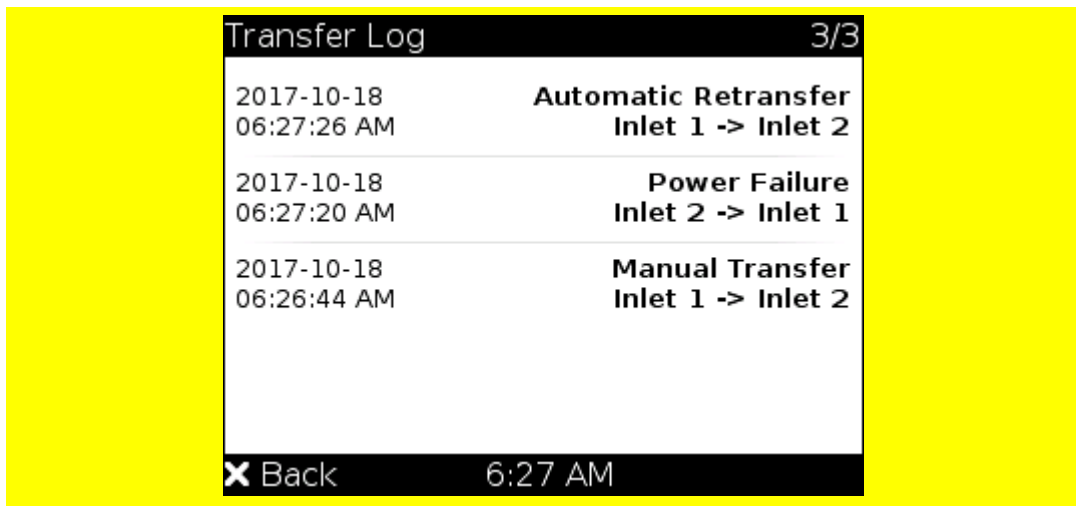 Transfer Log 3/3
2017-10-18 Automatic Retransfer
06:27:26 AM Inlet 1 -> Inlet 2
2017-10-18 Power Failure
06:27:20 AM Inlet 2 -> Inlet 1
2017-10-18 Manual Transfer
06:26:44 AM Inlet 1 -> Inlet 2
Back 6:27 AM